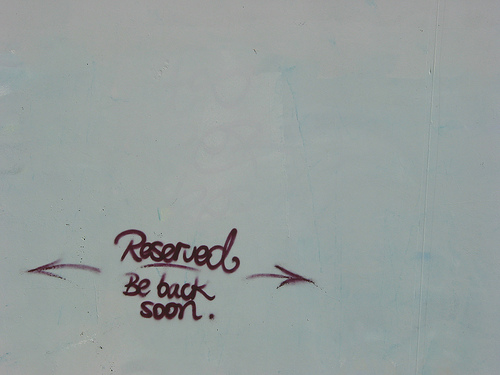 Reserved
Be back
soon.